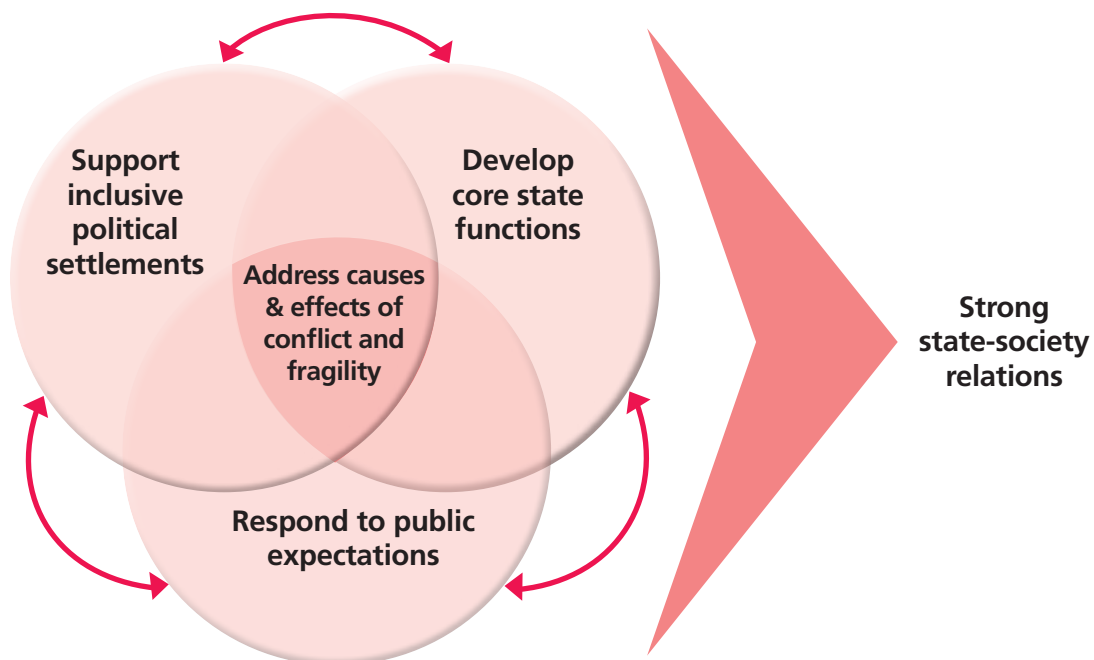 Support
inclusive
political
settlements
Develop
core state
functions
Address causes
& effects of
conflict and
fragility
Respond to public
expectations
Strong
state-society
relations